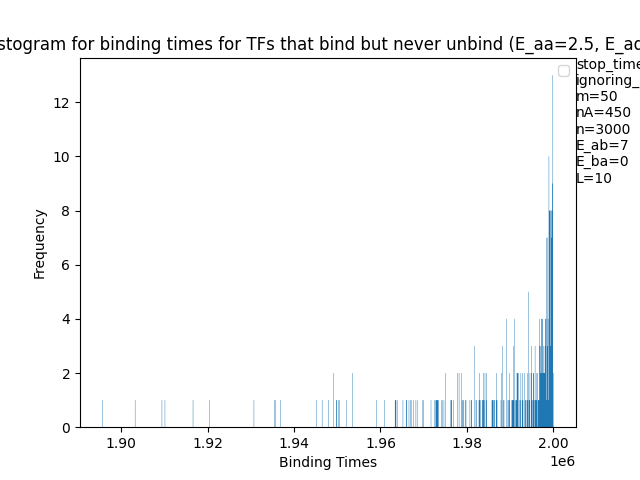 stogram for binding times for TFs that bind but never unbind (E_aa=2.5, E_ad
stop_time
ignoring_
m=50
nA=450
n=3000
E_ab=7
E_ba=0
L=10
12
10
8
6
4
2
0
Frequency
1.90 1.92 1.94 1.96 1.98 2.00
1e6
Binding Times